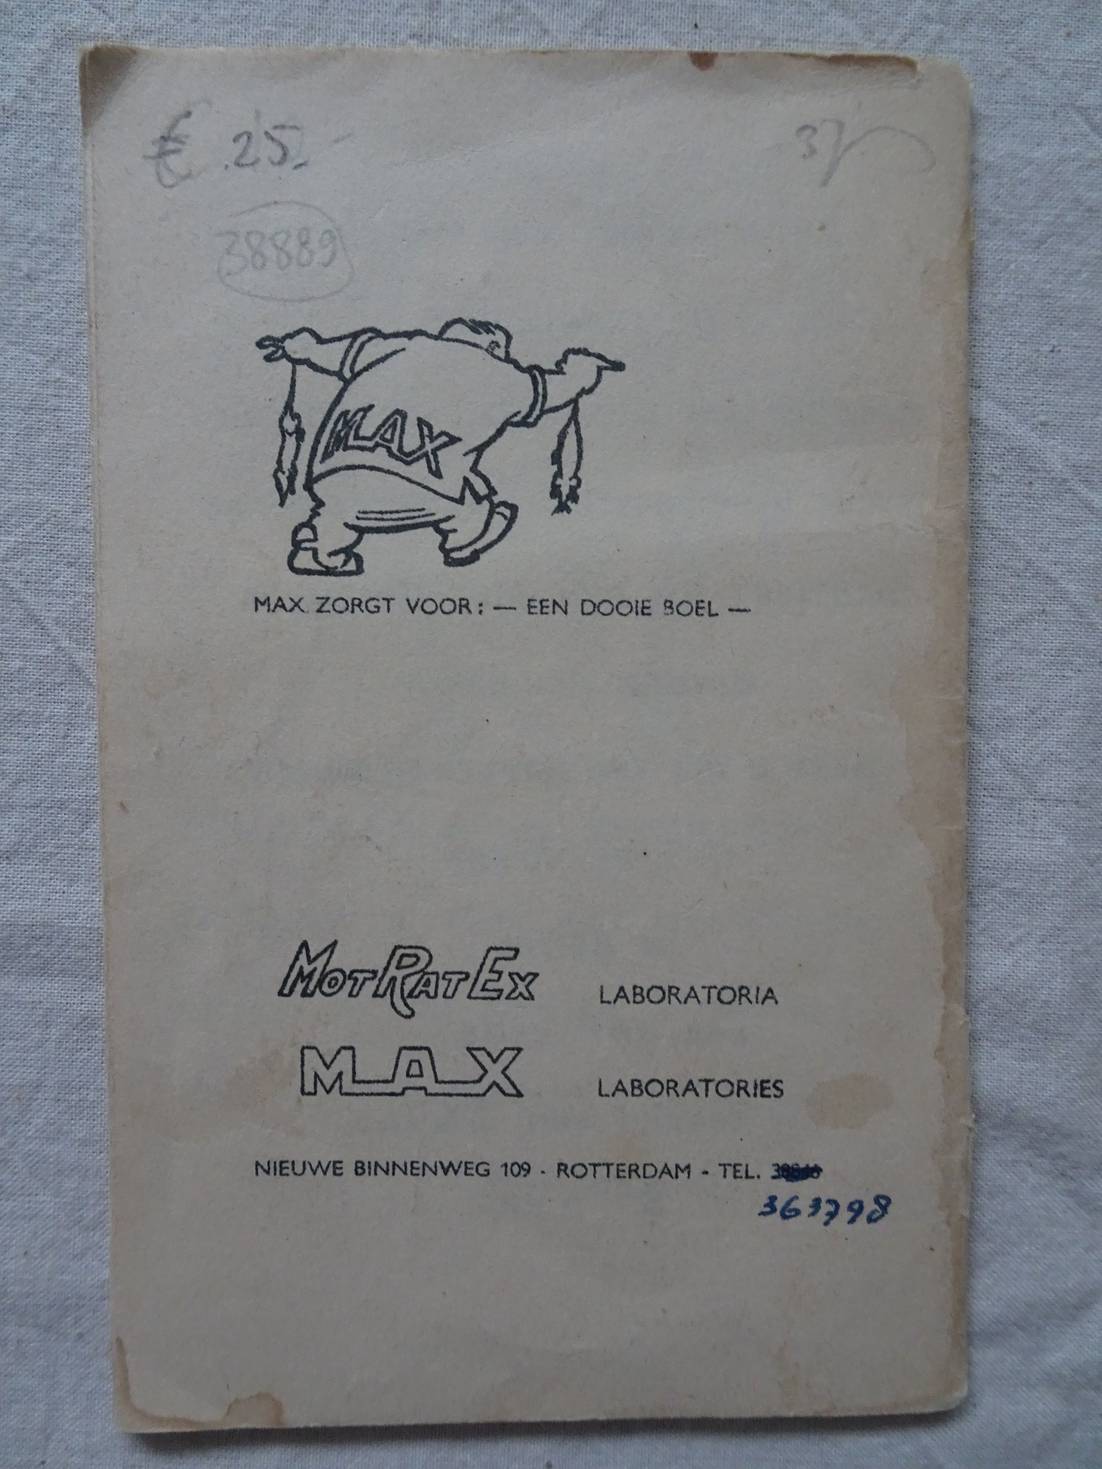 € 25,-
38889
MAX
MAX ZORGT VOOR: — EEN DOOIE BOEL —
MOTRATEX LABORATORIA
MAX LABORATORIES
NIEUWE BINNENWEG 109 - ROTTERDAM - TEL.
363798